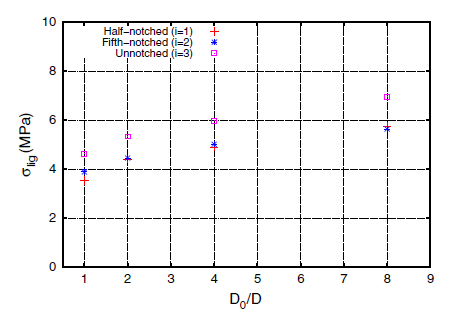 10
Half-notched (i=1)
Fifth-notched (i=2)
Unnotched (i=3)
8
6
4
2
0
σlig (MPa)
1 2 3 4 5 6 7 8 9
D0/D